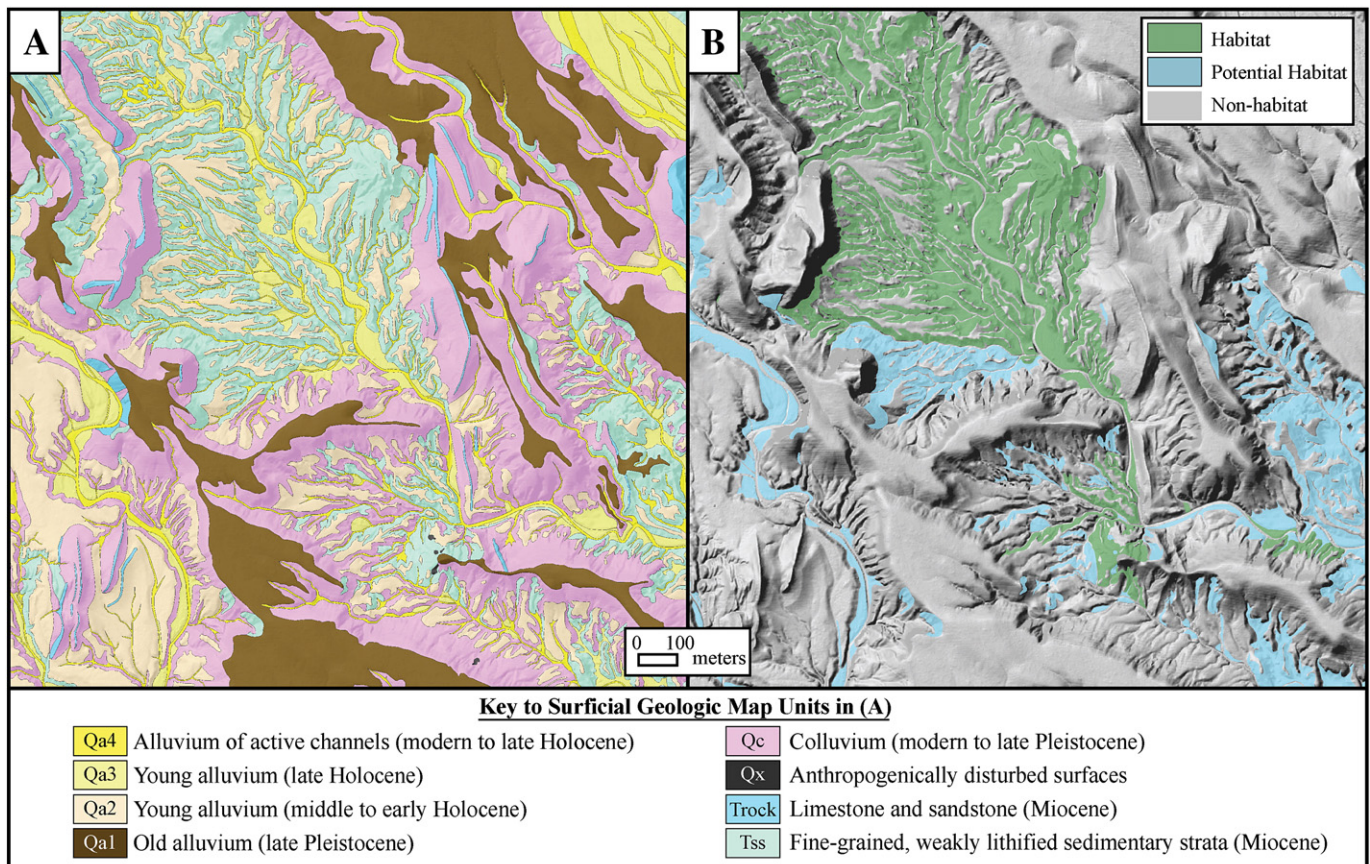 A
B
Habitat
Potential Habitat
Non-habitat
0 100
meters
Key to Surficial Geologic Map Units in (A)
Qa4 Alluvium of active channels (modern to late Holocene)
Qa3 Young alluvium (late Holocene)
Qa2 Young alluvium (middle to early Holocene)
Qa1 Old alluvium (late Pleistocene)
Qc Colluvium (modern to late Pleistocene)
Qx Anthropogenically disturbed surfaces
Trock Limestone and sandstone (Miocene)
Tss Fine-grained, weakly lithified sedimentary strata (Miocene)